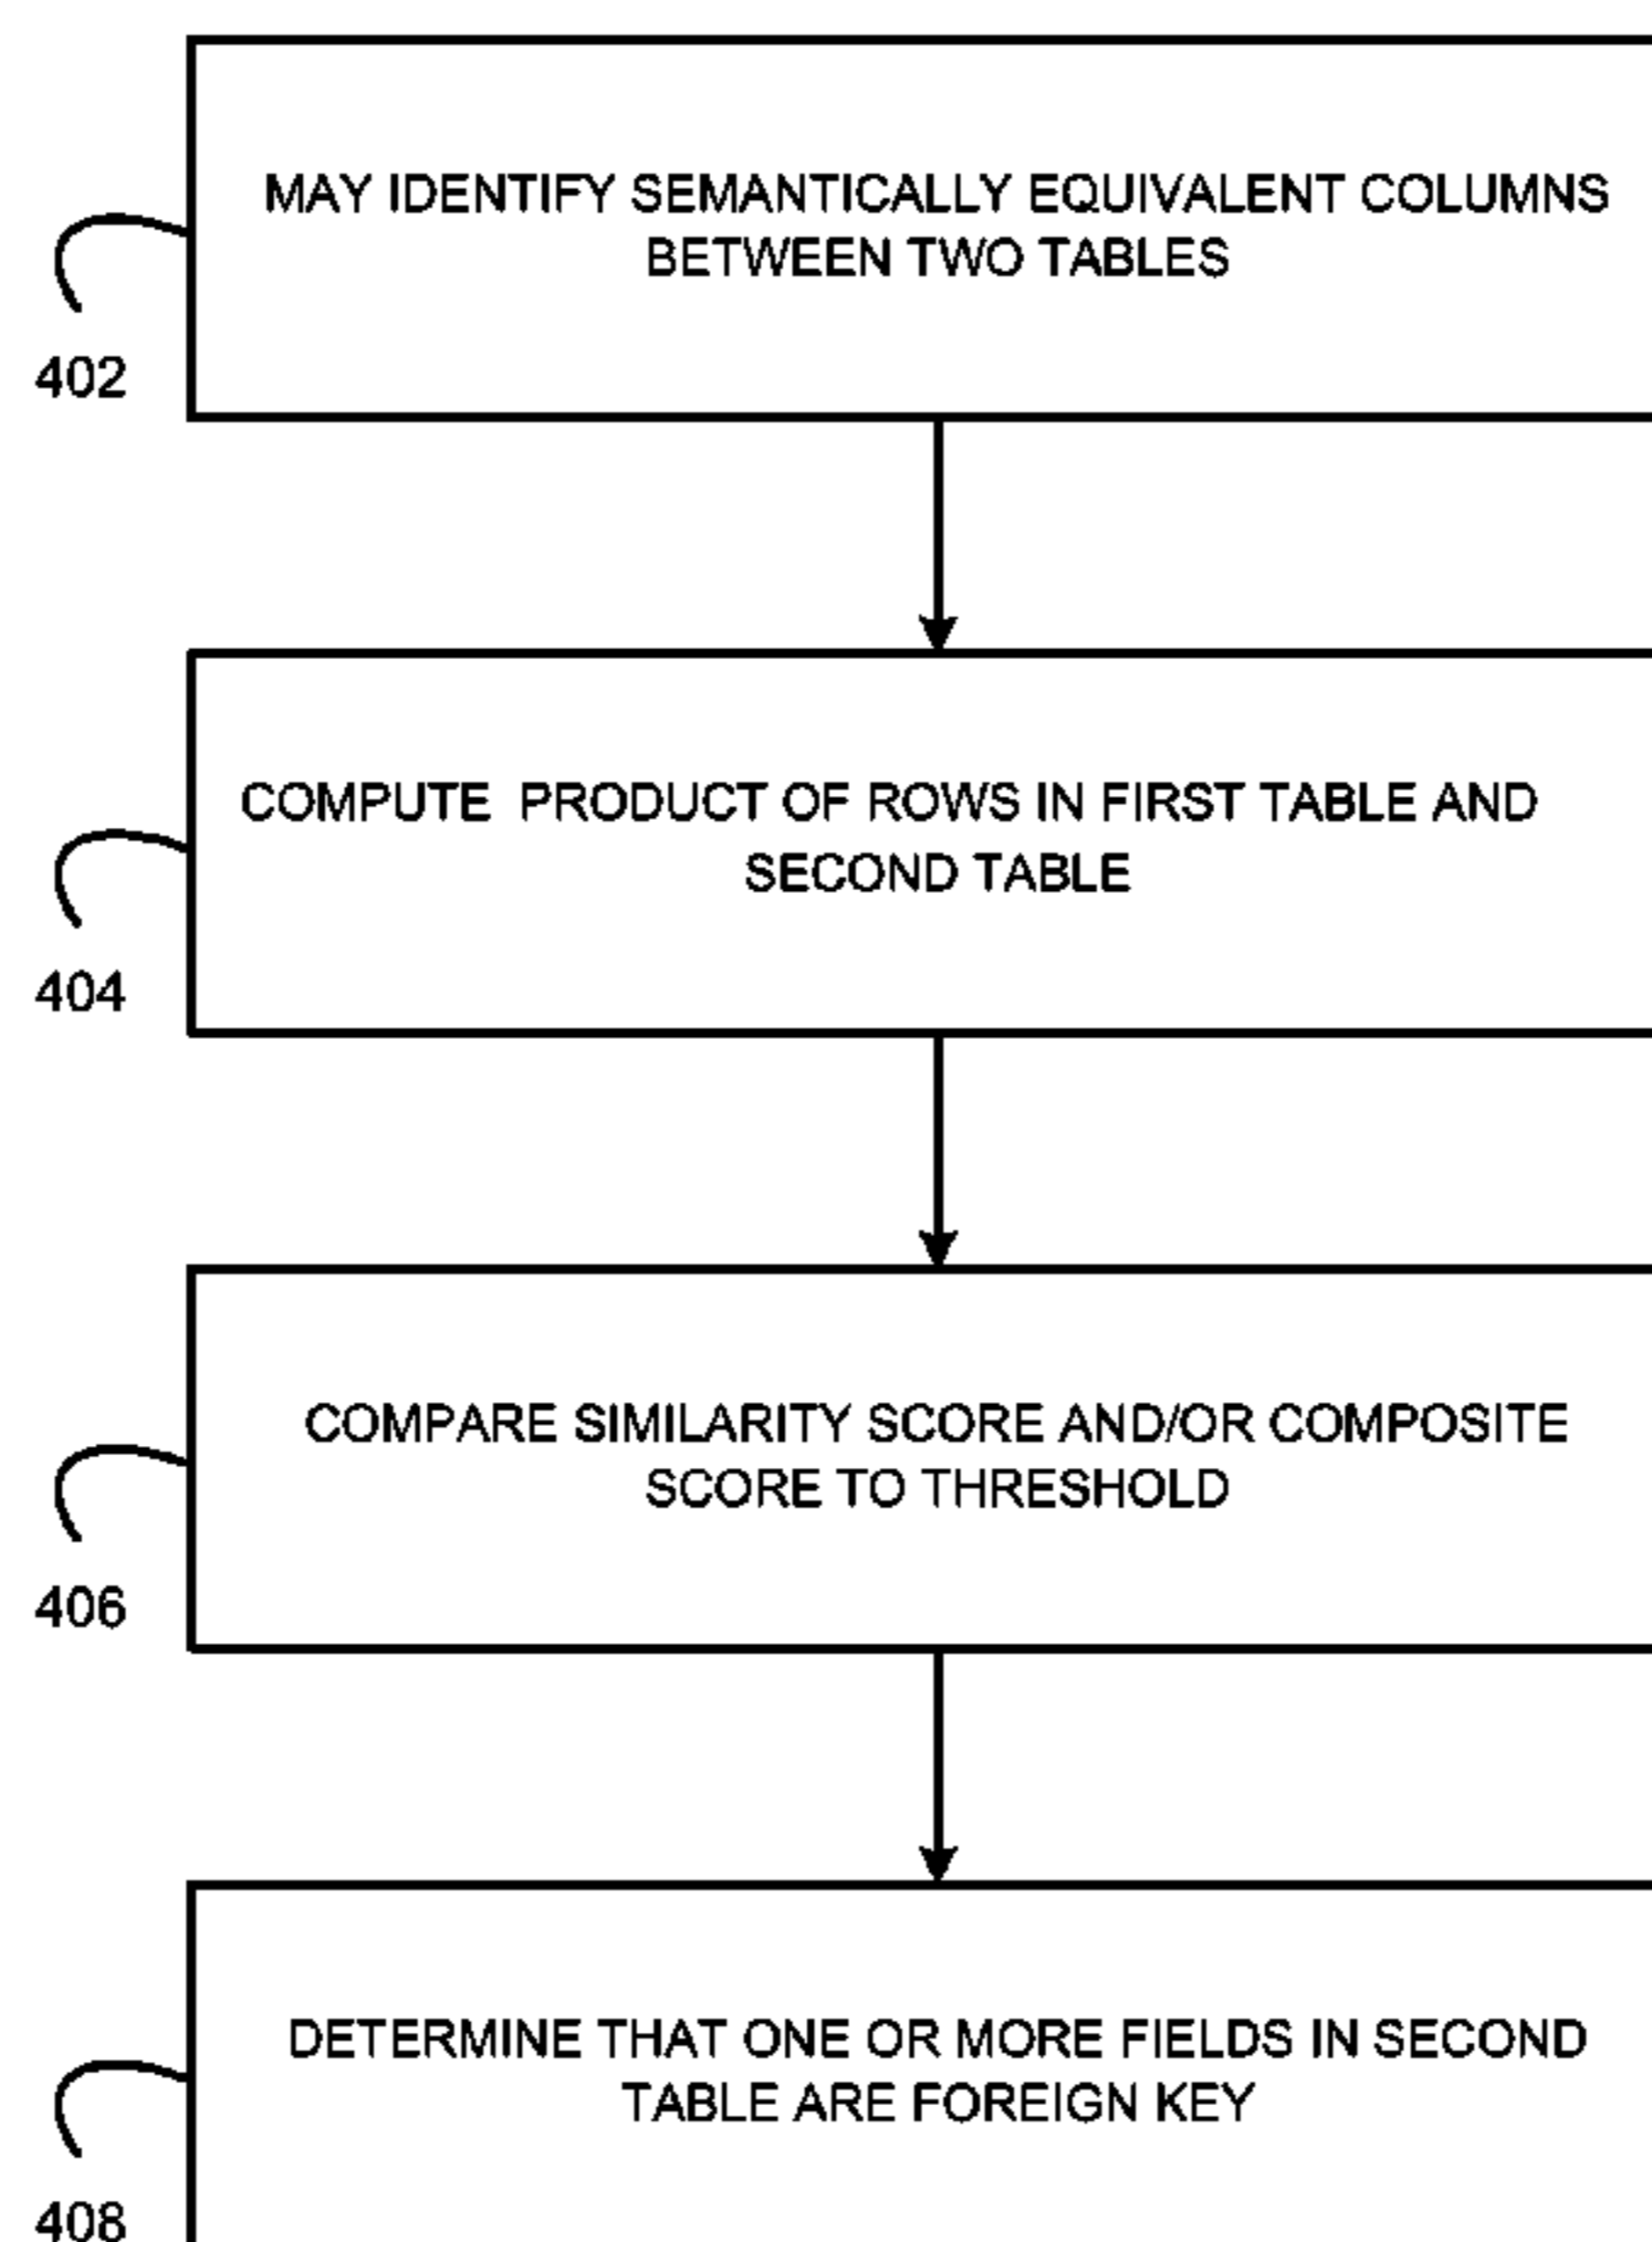 MAY IDENTIFY SEMANTICALLY EQUIVALENT COLUMNS
BETWEEN TWO TABLES
402
COMPUTE PRODUCT OF ROWS IN FIRST TABLE AND
SECOND TABLE
404
COMPARE SIMILARITY SCORE AND/OR COMPOSITE
SCORE TO THRESHOLD
406
DETERMINE THAT ONE OR MORE FIELDS IN SECOND
TABLE ARE FOREIGN KEY
408